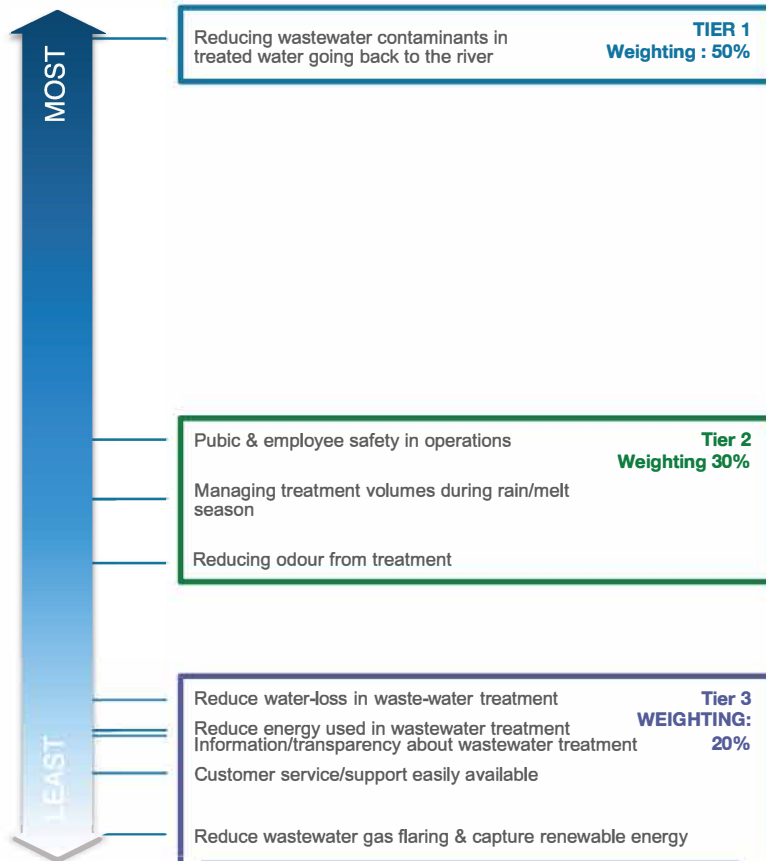 MOST
Reducing wastewater contaminants in
treated water going back to the river
TIER 1
Weighting : 50%
Pubic & employee safety in operations
Tier 2
Weighting 30%
Managing treatment volumes during rain/melt
season
Reducing odour from treatment
Reduce water-loss in waste-water treatment
Tier 3
WEIGHTING:
20%
Reduce energy used in wastewater treatment
Information/transparency about wastewater treatment
Customer service/support easily available
Reduce wastewater gas flaring & capture renewable energy
LEAST